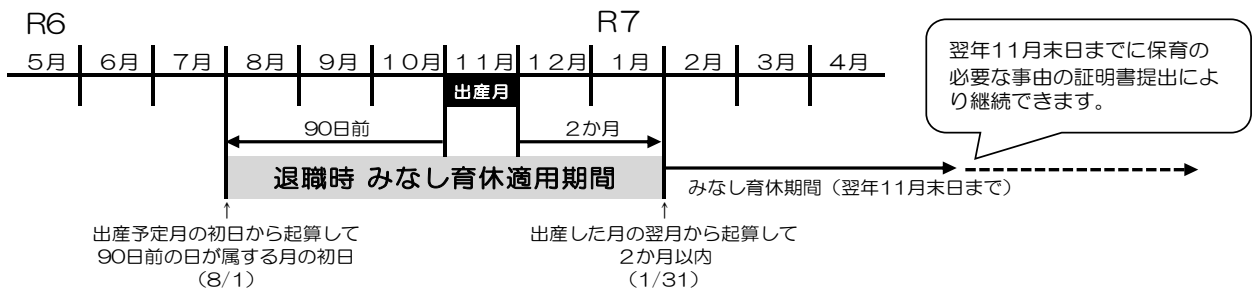 R6
R7
5月 6月 7月 8月 9月 10月 11月 12月 1月 2月 3月 4月
出産月
90日前
2か月
退職時 みなし育休適用期間
みなし育休期間（翌年11月末日まで）
翌年11月末日までに保育の
必要な事由の証明書提出によ
り継続できます。
↑
出産予定月の初日から起算して
90日前の日が属する月の初日
（8/1）
↑
出産した月の翌月から起算して
2か月以内
（1/31）